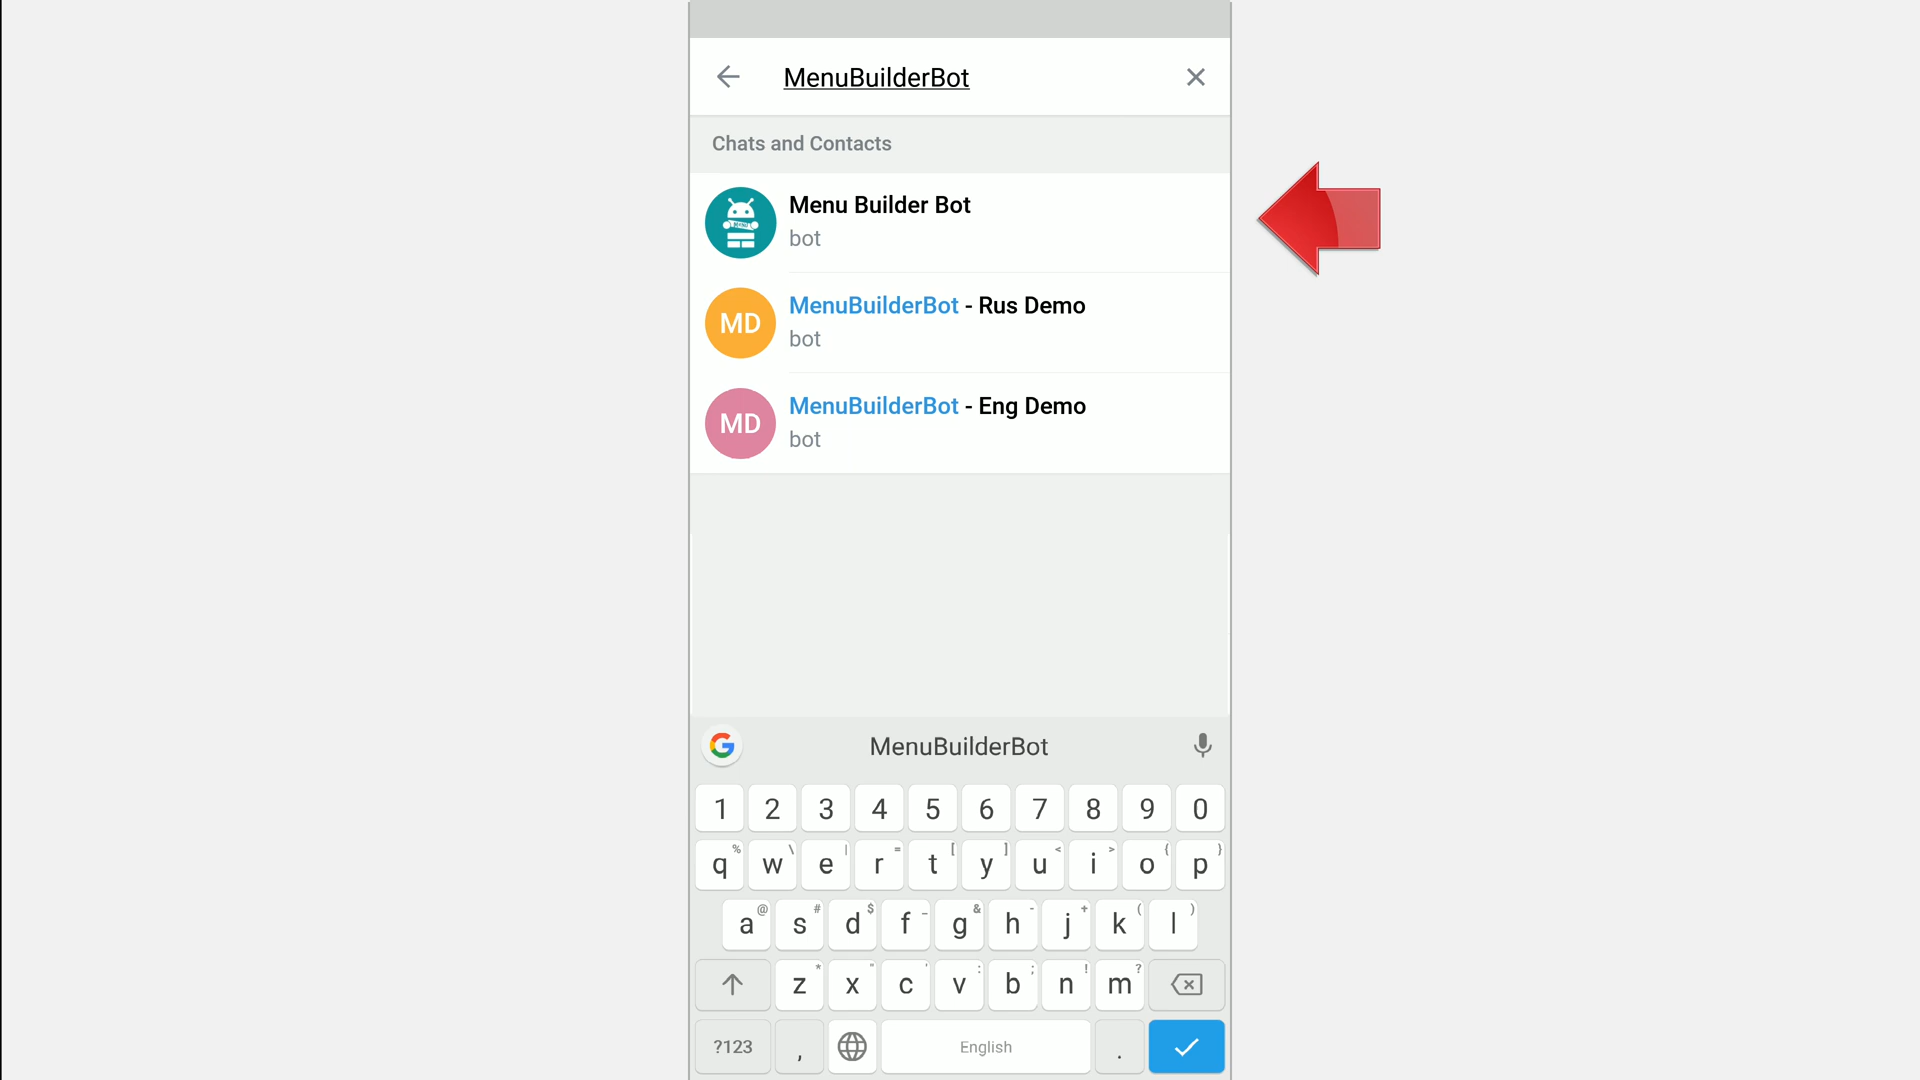 MenuBuilderBot
Chats and Contacts
Menu Builder Bot
bot
MD
MenuBuilderBot - Rus Demo
bot
MD
MenuBuilderBot - Eng Demo
bot
G
MenuBuilderBot
1 2 3 4 5 6 7 8 9 0
% \ | = [ ] < > { }
q w e r t y u i o p
@ # $ _ & - + ( )
a s d f g h j k l
* " ' : ; ! ?
z x c v b n m
?123 , English .